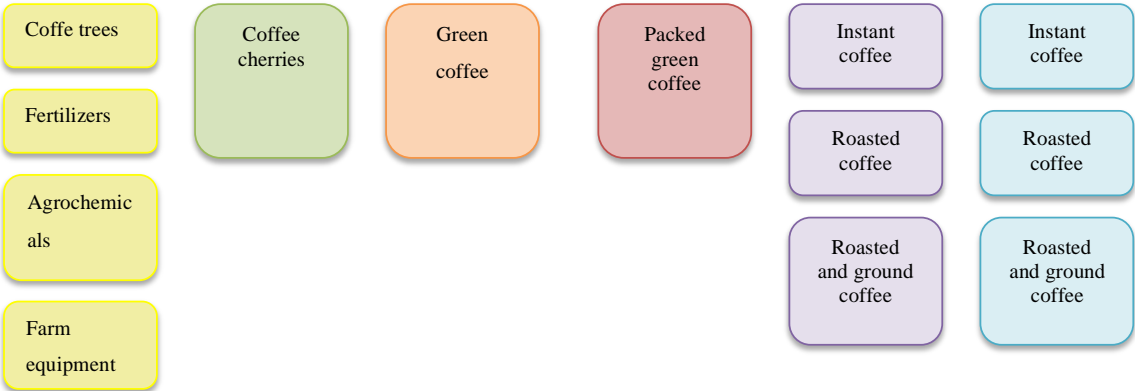 Coffe trees
Fertilizers
Agrochemic
als
Farm
equipment
Coffee
cherries
Green
coffee
Packed
green
coffee
Instant
coffee
Roasted
coffee
Roasted
and ground
coffee
Instant
coffee
Roasted
coffee
Roasted
and ground
coffee